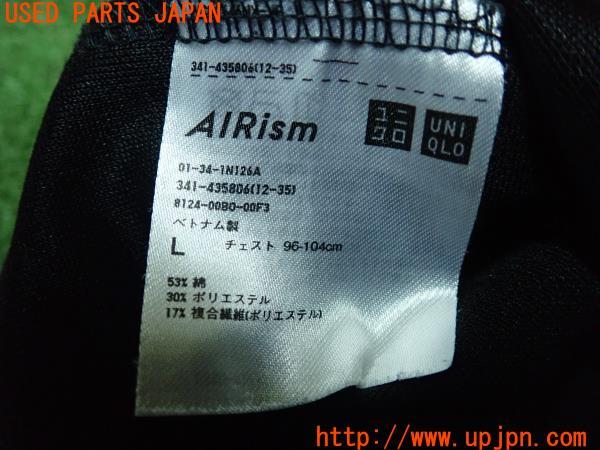 USED PARTS JAPAN
341-435806(12-35)
AIRism
ユニ
クロ
UNI
QLO
01-34-1N126A
341-435806(12-35)
8124-00B0-00F3
ベトナム製
L チェスト 96-104cm
53% 綿
30% ポリエステル
17% 複合繊維(ポリエステル)
http://www.upjpn.com/